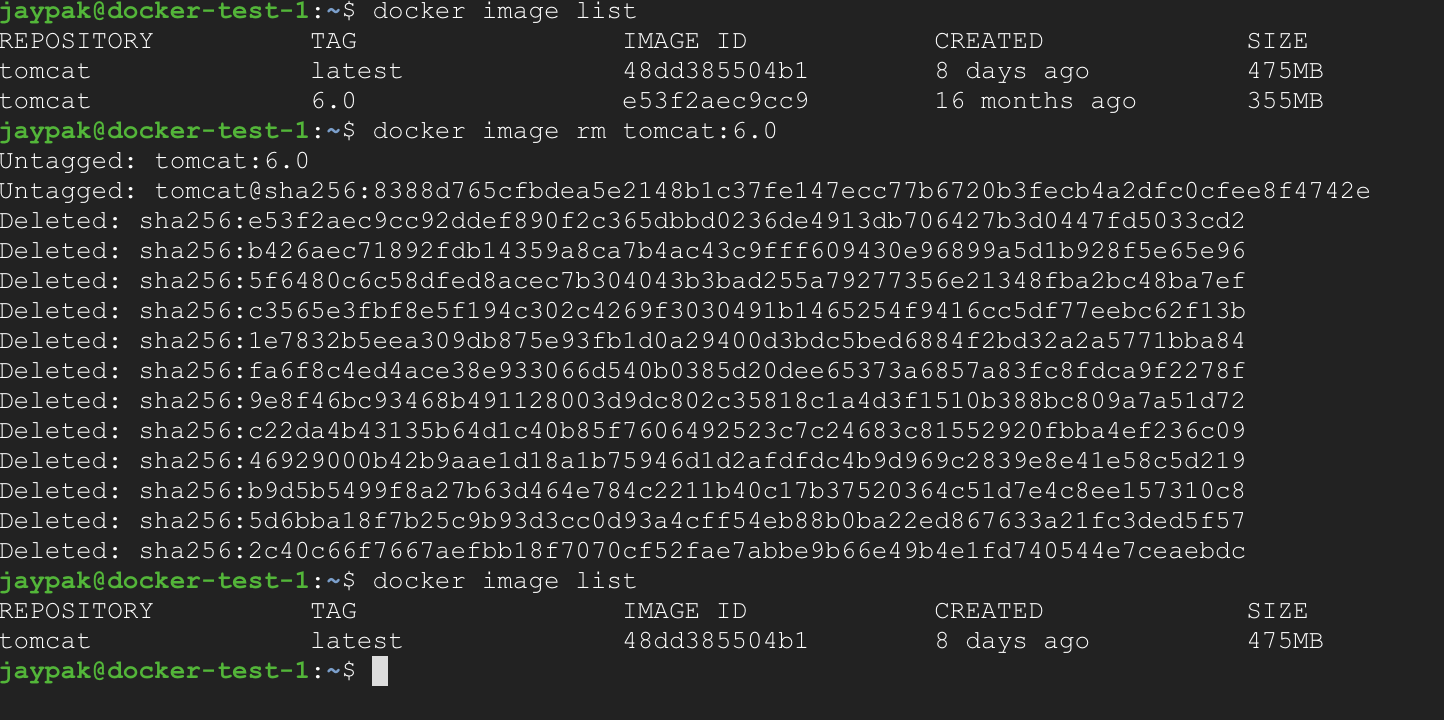 jaypak@docker-test-1:~$ docker image list
REPOSITORY TAG IMAGE ID CREATED SIZE
tomcat latest 48dd385504b1 8 days ago 475MB
tomcat 6.0 e53f2aec9cc9 16 months ago 355MB
jaypak@docker-test-1:~$ docker image rm tomcat:6.0
Untagged: tomcat:6.0
Untagged: tomcat@sha256:8388d765cfbdea5e2148b1c37fe147ecc77b6720b3fecb4a2dfc0cfee8f4742e
Deleted: sha256:e53f2aec9cc92ddef890f2c365dbbd0236de4913db706427b3d0447fd5033cd2
Deleted: sha256:b426aec71892fdb14359a8ca7b4ac43c9fff609430e96899a5d1b928f5e65e96
Deleted: sha256:5f6480c6c58dfed8acec7b304043b3bad255a79277356e21348fba2bc48ba7ef
Deleted: sha256:c3565e3fbf8e5f194c302c4269f3030491b1465254f9416cc5df77eebc62f13b
Deleted: sha256:1e7832b5eea309db875e93fb1d0a29400d3bdc5bed6884f2bd32a2a5771bba84
Deleted: sha256:fa6f8c4ed4ace38e933066d540b0385d20dee65373a6857a83fc8fdca9f2278f
Deleted: sha256:9e8f46bc93468b491128003d9dc802c35818c1a4d3f1510b388bc809a7a51d72
Deleted: sha256:c22da4b43135b64d1c40b85f7606492523c7c24683c81552920fbba4ef236c09
Deleted: sha256:46929000b42b9aae1d18a1b75946d1d2afdfdc4b9d969c2839e8e41e58c5d219
Deleted: sha256:b9d5b5499f8a27b63d464e784c2211b40c17b37520364c51d7e4c8ee157310c8
Deleted: sha256:5d6bba18f7b25c9b93d3cc0d93a4cff54eb88b0ba22ed867633a21fc3ded5f57
Deleted: sha256:2c40c66f7667aefbb18f7070cf52fae7abbe9b66e49b4e1fd740544e7ceaebdc
jaypak@docker-test-1:~$ docker image list
REPOSITORY TAG IMAGE ID CREATED SIZE
tomcat latest 48dd385504b1 8 days ago 475MB
jaypak@docker-test-1:~$